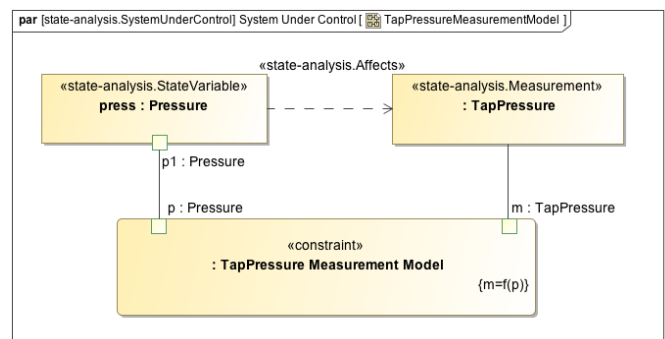 par [state-analysis.SystemUnderControl] System Under Control [ TapPressureMeasurementModel ]
«state-analysis.Affects»
«state-analysis.StateVariable»
press : Pressure
«state-analysis.Measurement»
: TapPressure
p1 : Pressure
p : Pressure
m : TapPressure
«constraint»
: TapPressure Measurement Model
{m=f(p)}